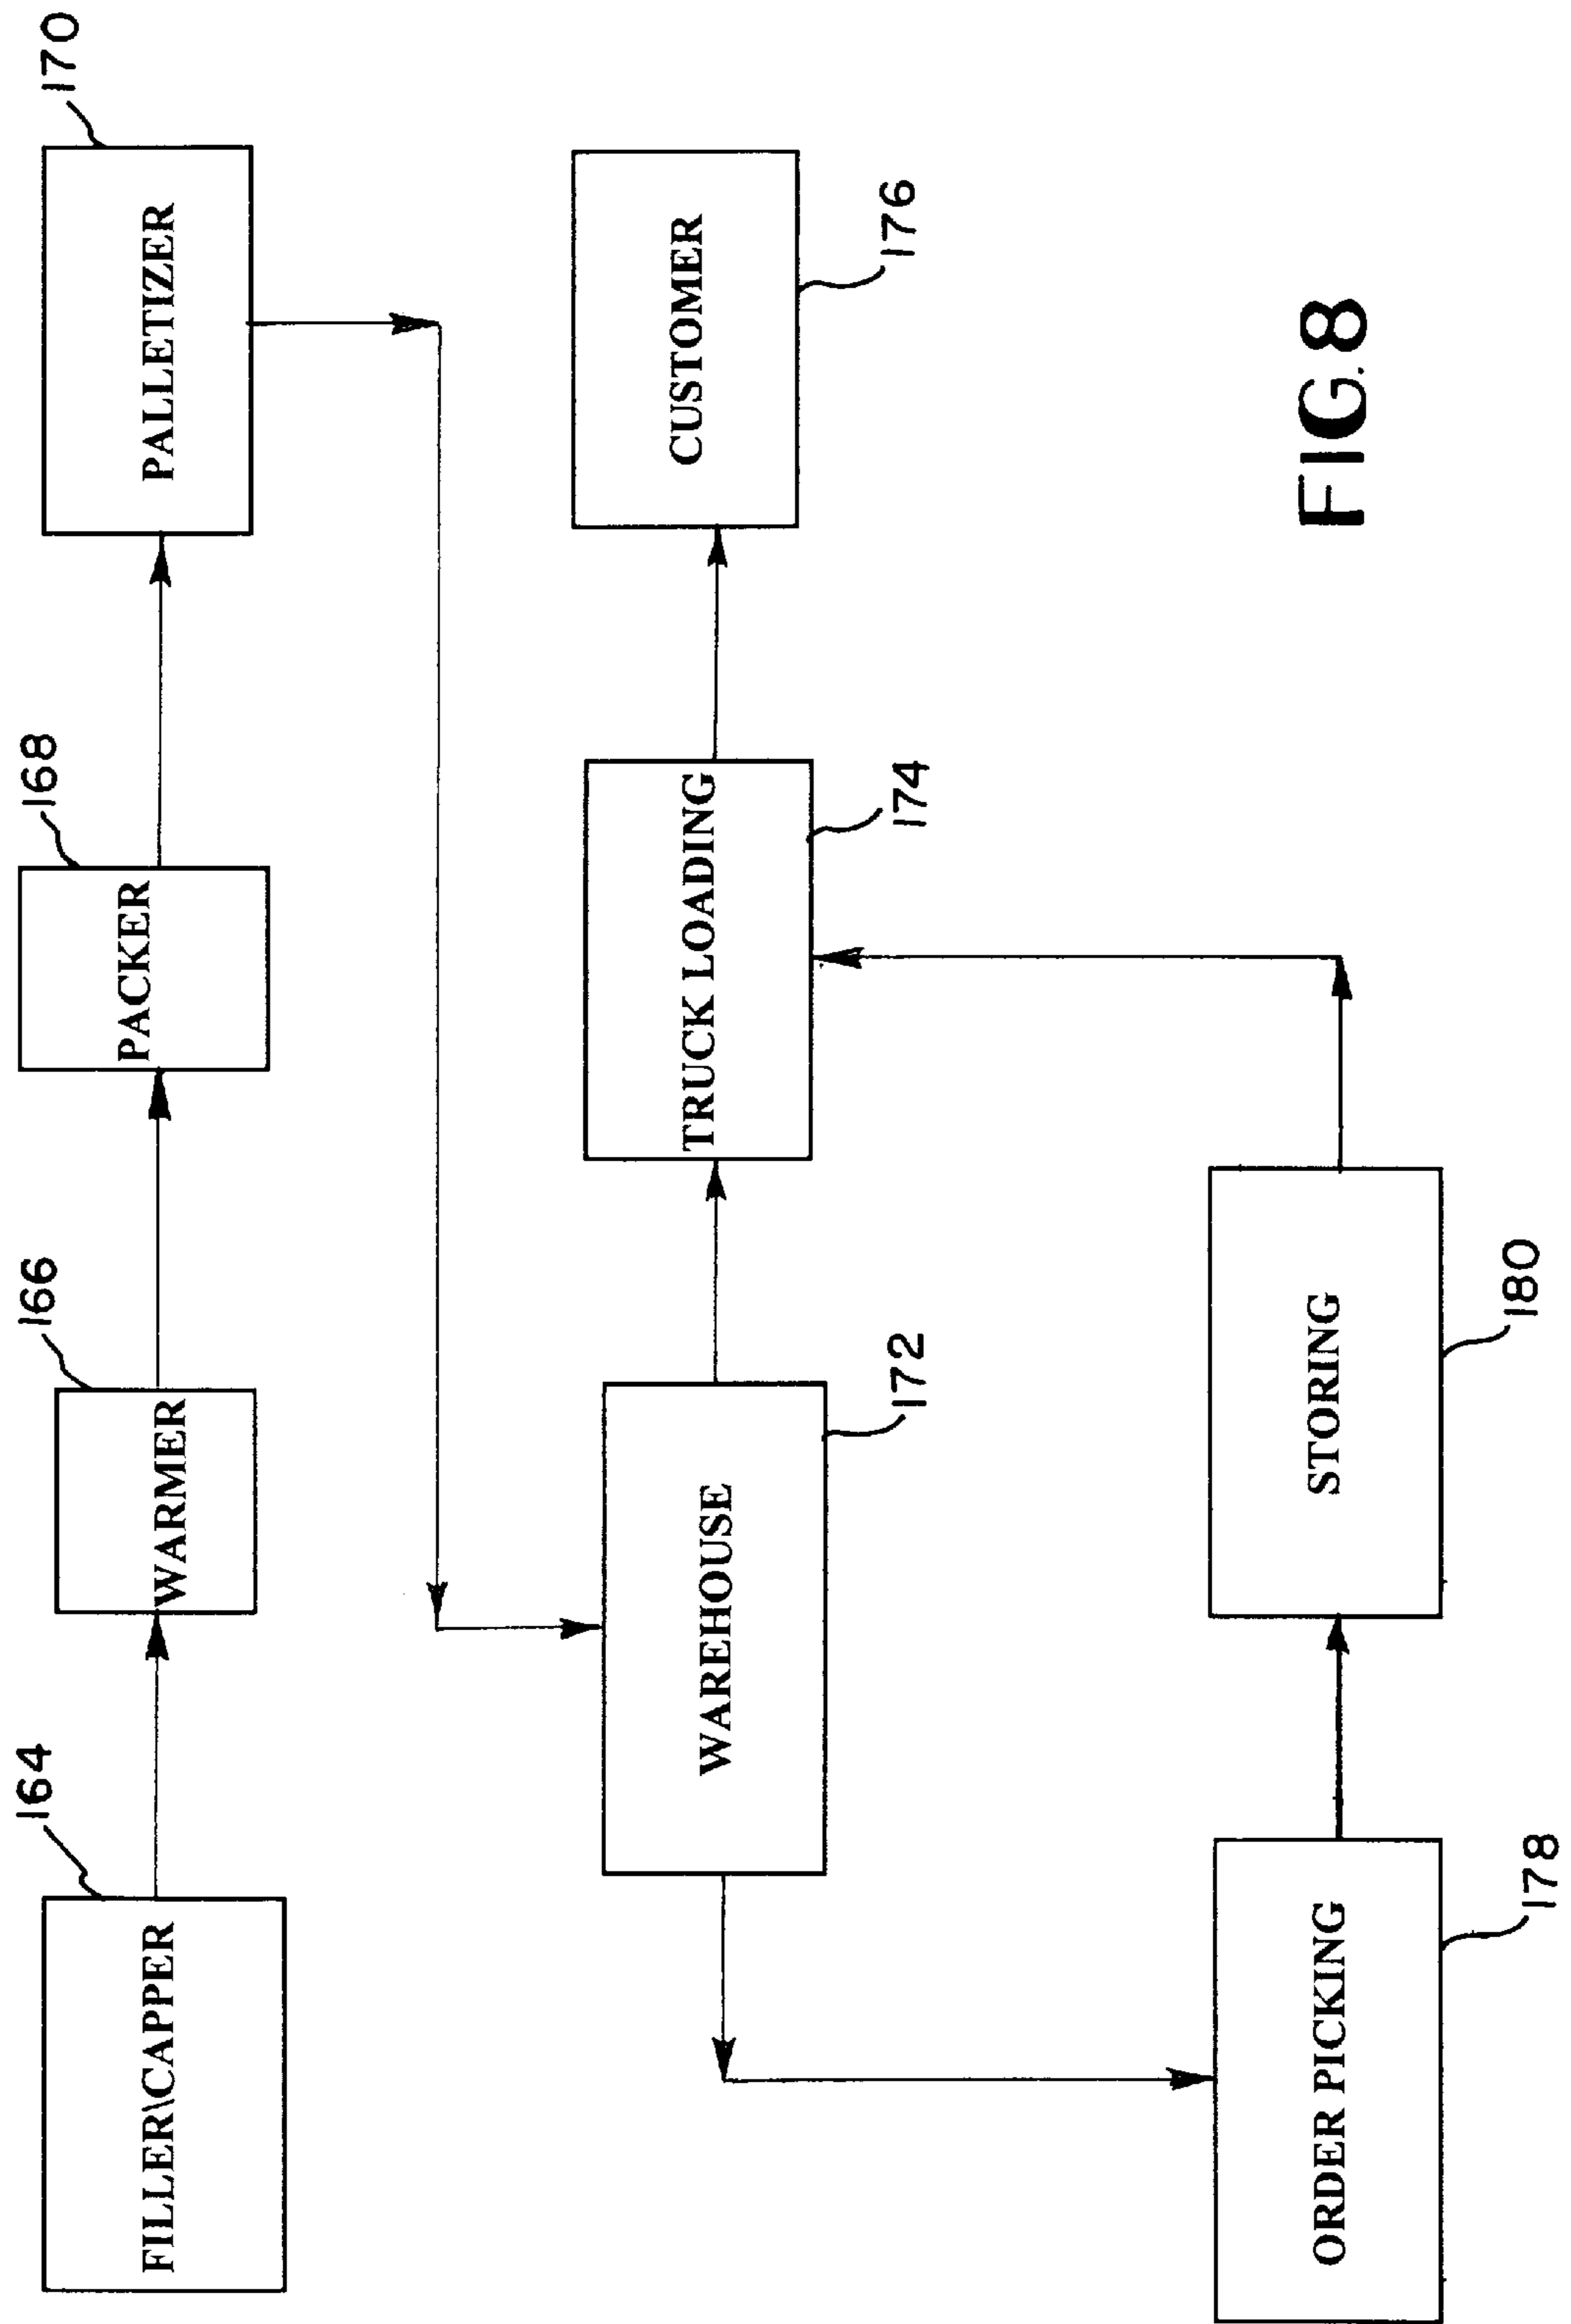 164
166
168
170
FILLER\CAPPER
WARMER
PACKER
PALLETIZER
WAREHOUSE
TRUCK LOADING
CUSTOMER
172
174
176
ORDER PICKING
STORING
178
180
FIG.8